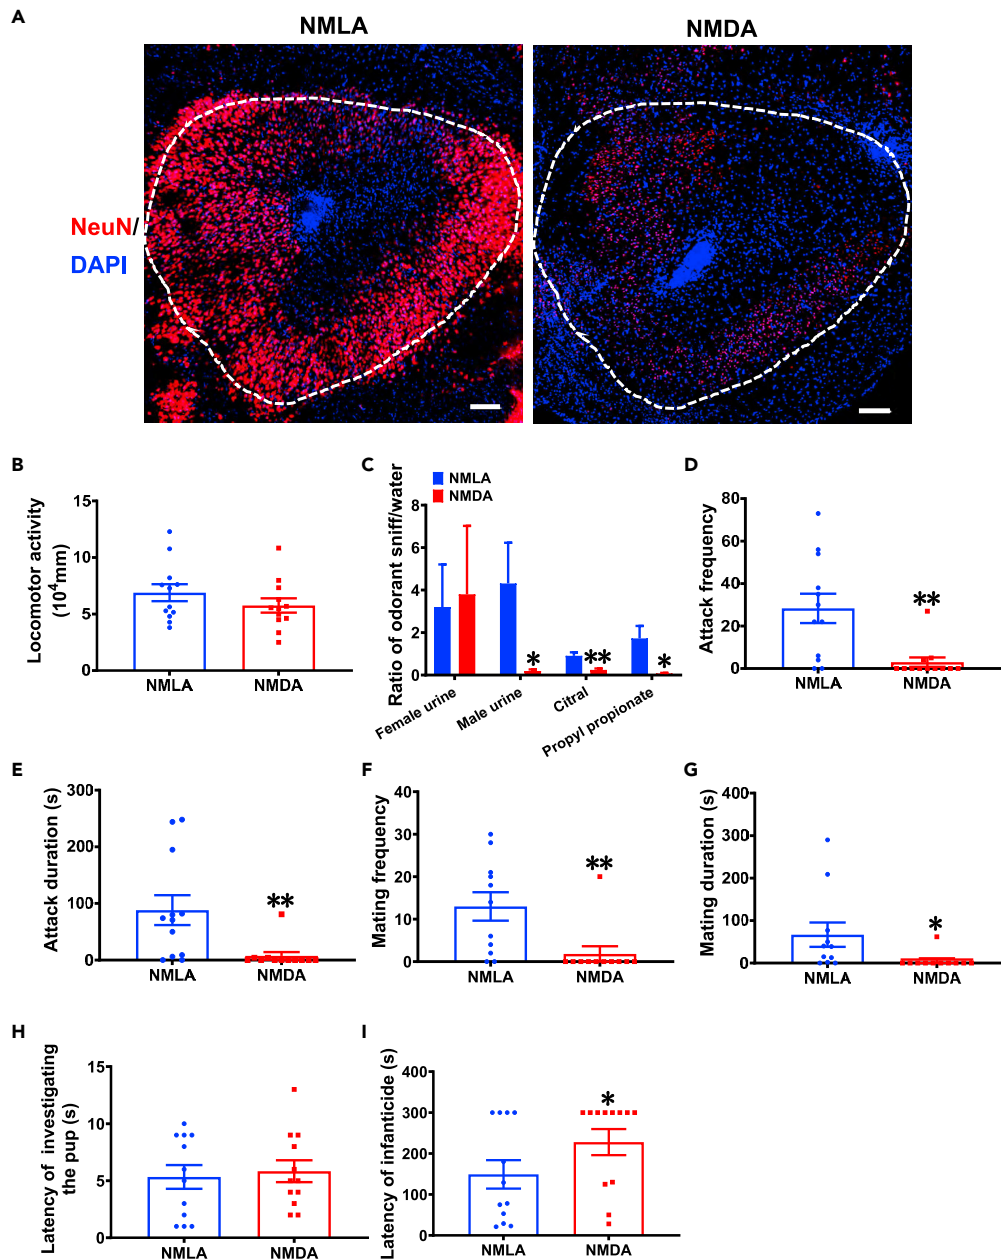 A
NMLA
NMDA
NeuN/
DAPI
B
Locomotor activity
(10⁴mm)
15
10
5
0
NMLA
NMDA
C
NMLA
NMDA
Ratio of odorant sniff/water
8
6
4
2
0
*
**
*
Female urine
Male urine
Citral
Propyl propionate
D
Attack frequency
80
60
40
20
0
**
NMLA
NMDA
E
Attack duration (s)
300
200
100
0
**
NMLA
NMDA
F
Mating frequency
40
30
20
10
0
**
NMLA
NMDA
G
Mating duration (s)
400
300
200
100
0
*
NMLA
NMDA
H
Latency of investigating
the pup (s)
15
10
5
0
NMLA
NMDA
I
Latency of infanticide (s)
400
300
200
100
0
*
NMLA
NMDA